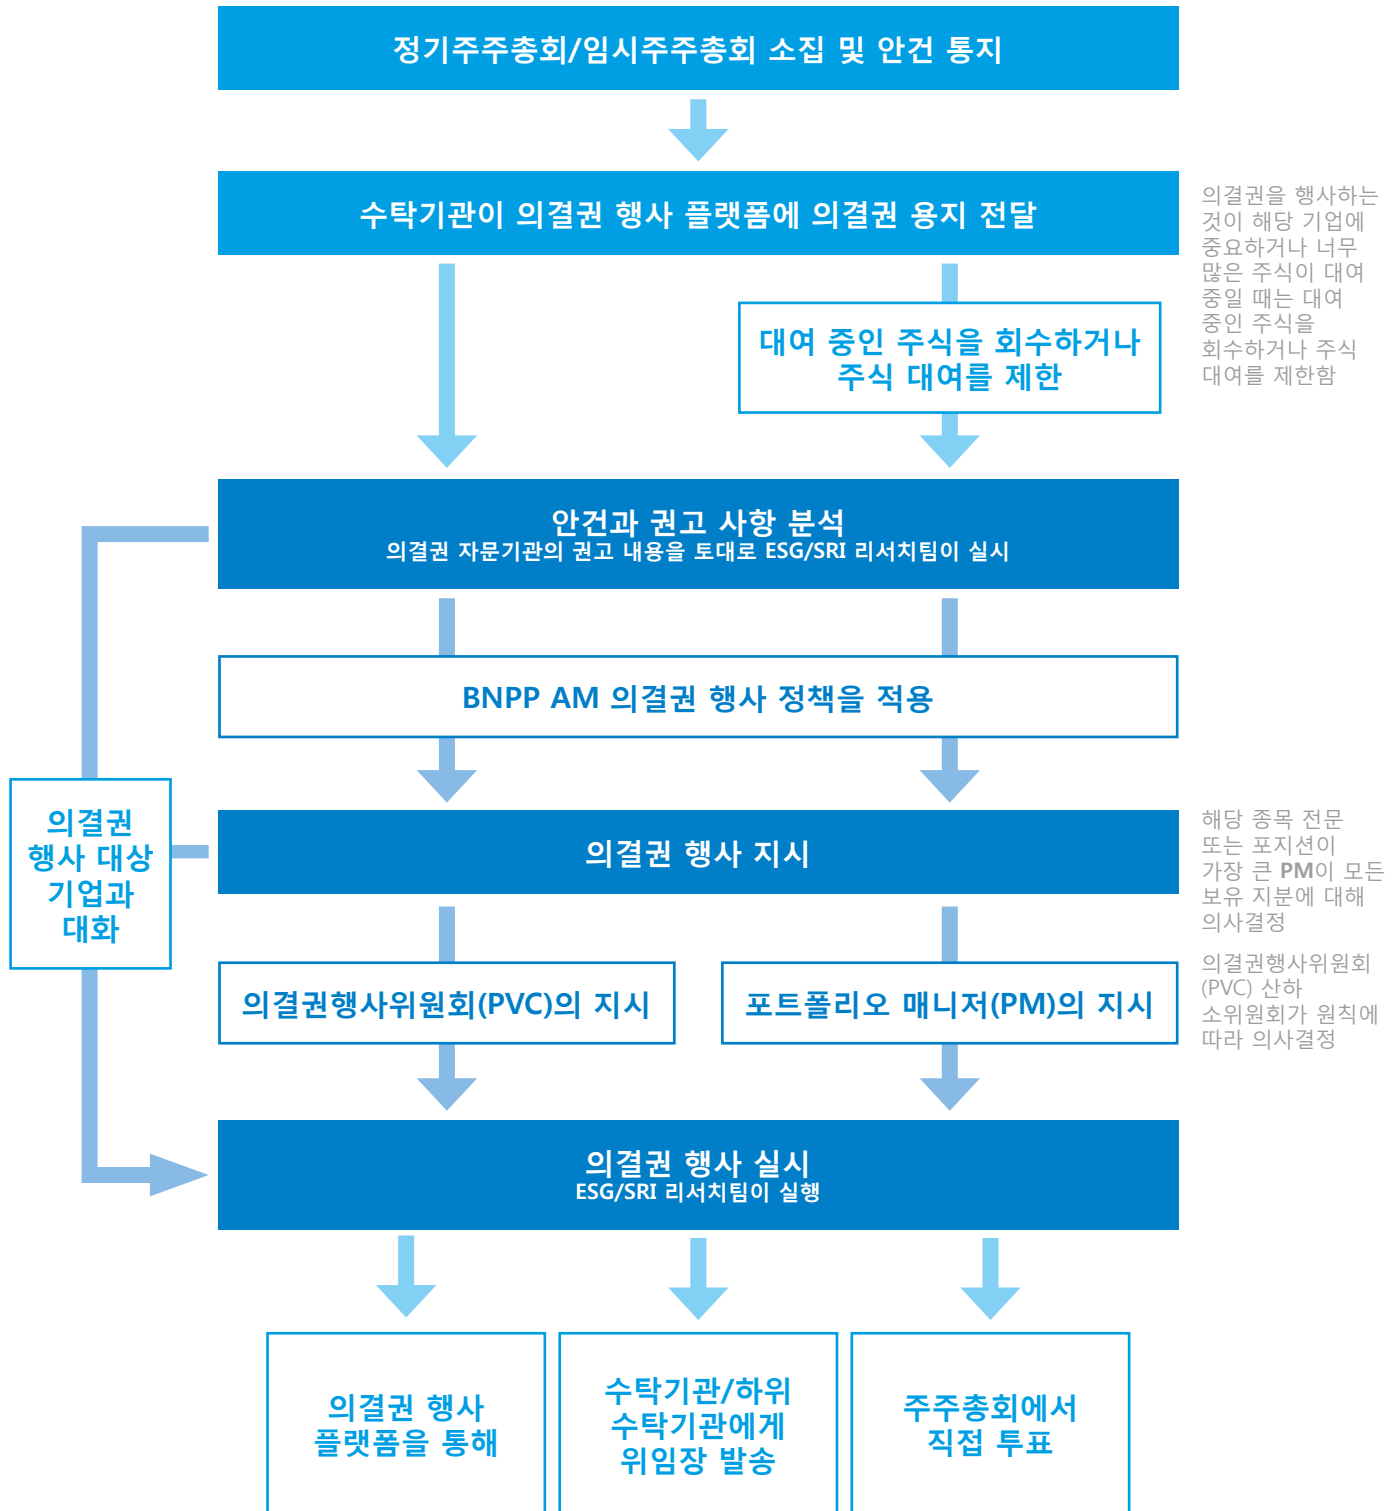 정기주주총회/임시주주총회 소집 및 안건 통지
수탁기관이 의결권 행사 플랫폼에 의결권 용지 전달
의결권을 행사하는
것이 해당 기업에
중요하거나 너무
많은 주식이 대여
중일 때는 대여
중인 주식을
회수하거나 주식
대여를 제한함
대여 중인 주식을 회수하거나
주식 대여를 제한
안건과 권고 사항 분석
의결권 자문기관의 권고 내용을 토대로 ESG/SRI 리서치팀이 실시
BNPP AM 의결권 행사 정책을 적용
의결권
행사 대상
기업과
대화
의결권 행사 지시
해당 종목 전문
또는 포지션이
가장 큰 PM이 모든
보유 지분에 대해
의사결정
의결권행사위원회(PVC)의 지시
포트폴리오 매니저(PM)의 지시
의결권행사위원회
(PVC) 산하
소위원회가 원칙에
따라 의사결정
의결권 행사 실시
ESG/SRI 리서치팀이 실행
의결권 행사
플랫폼을 통해
수탁기관/하위
수탁기관에게
위임장 발송
주주총회에서
직접 투표